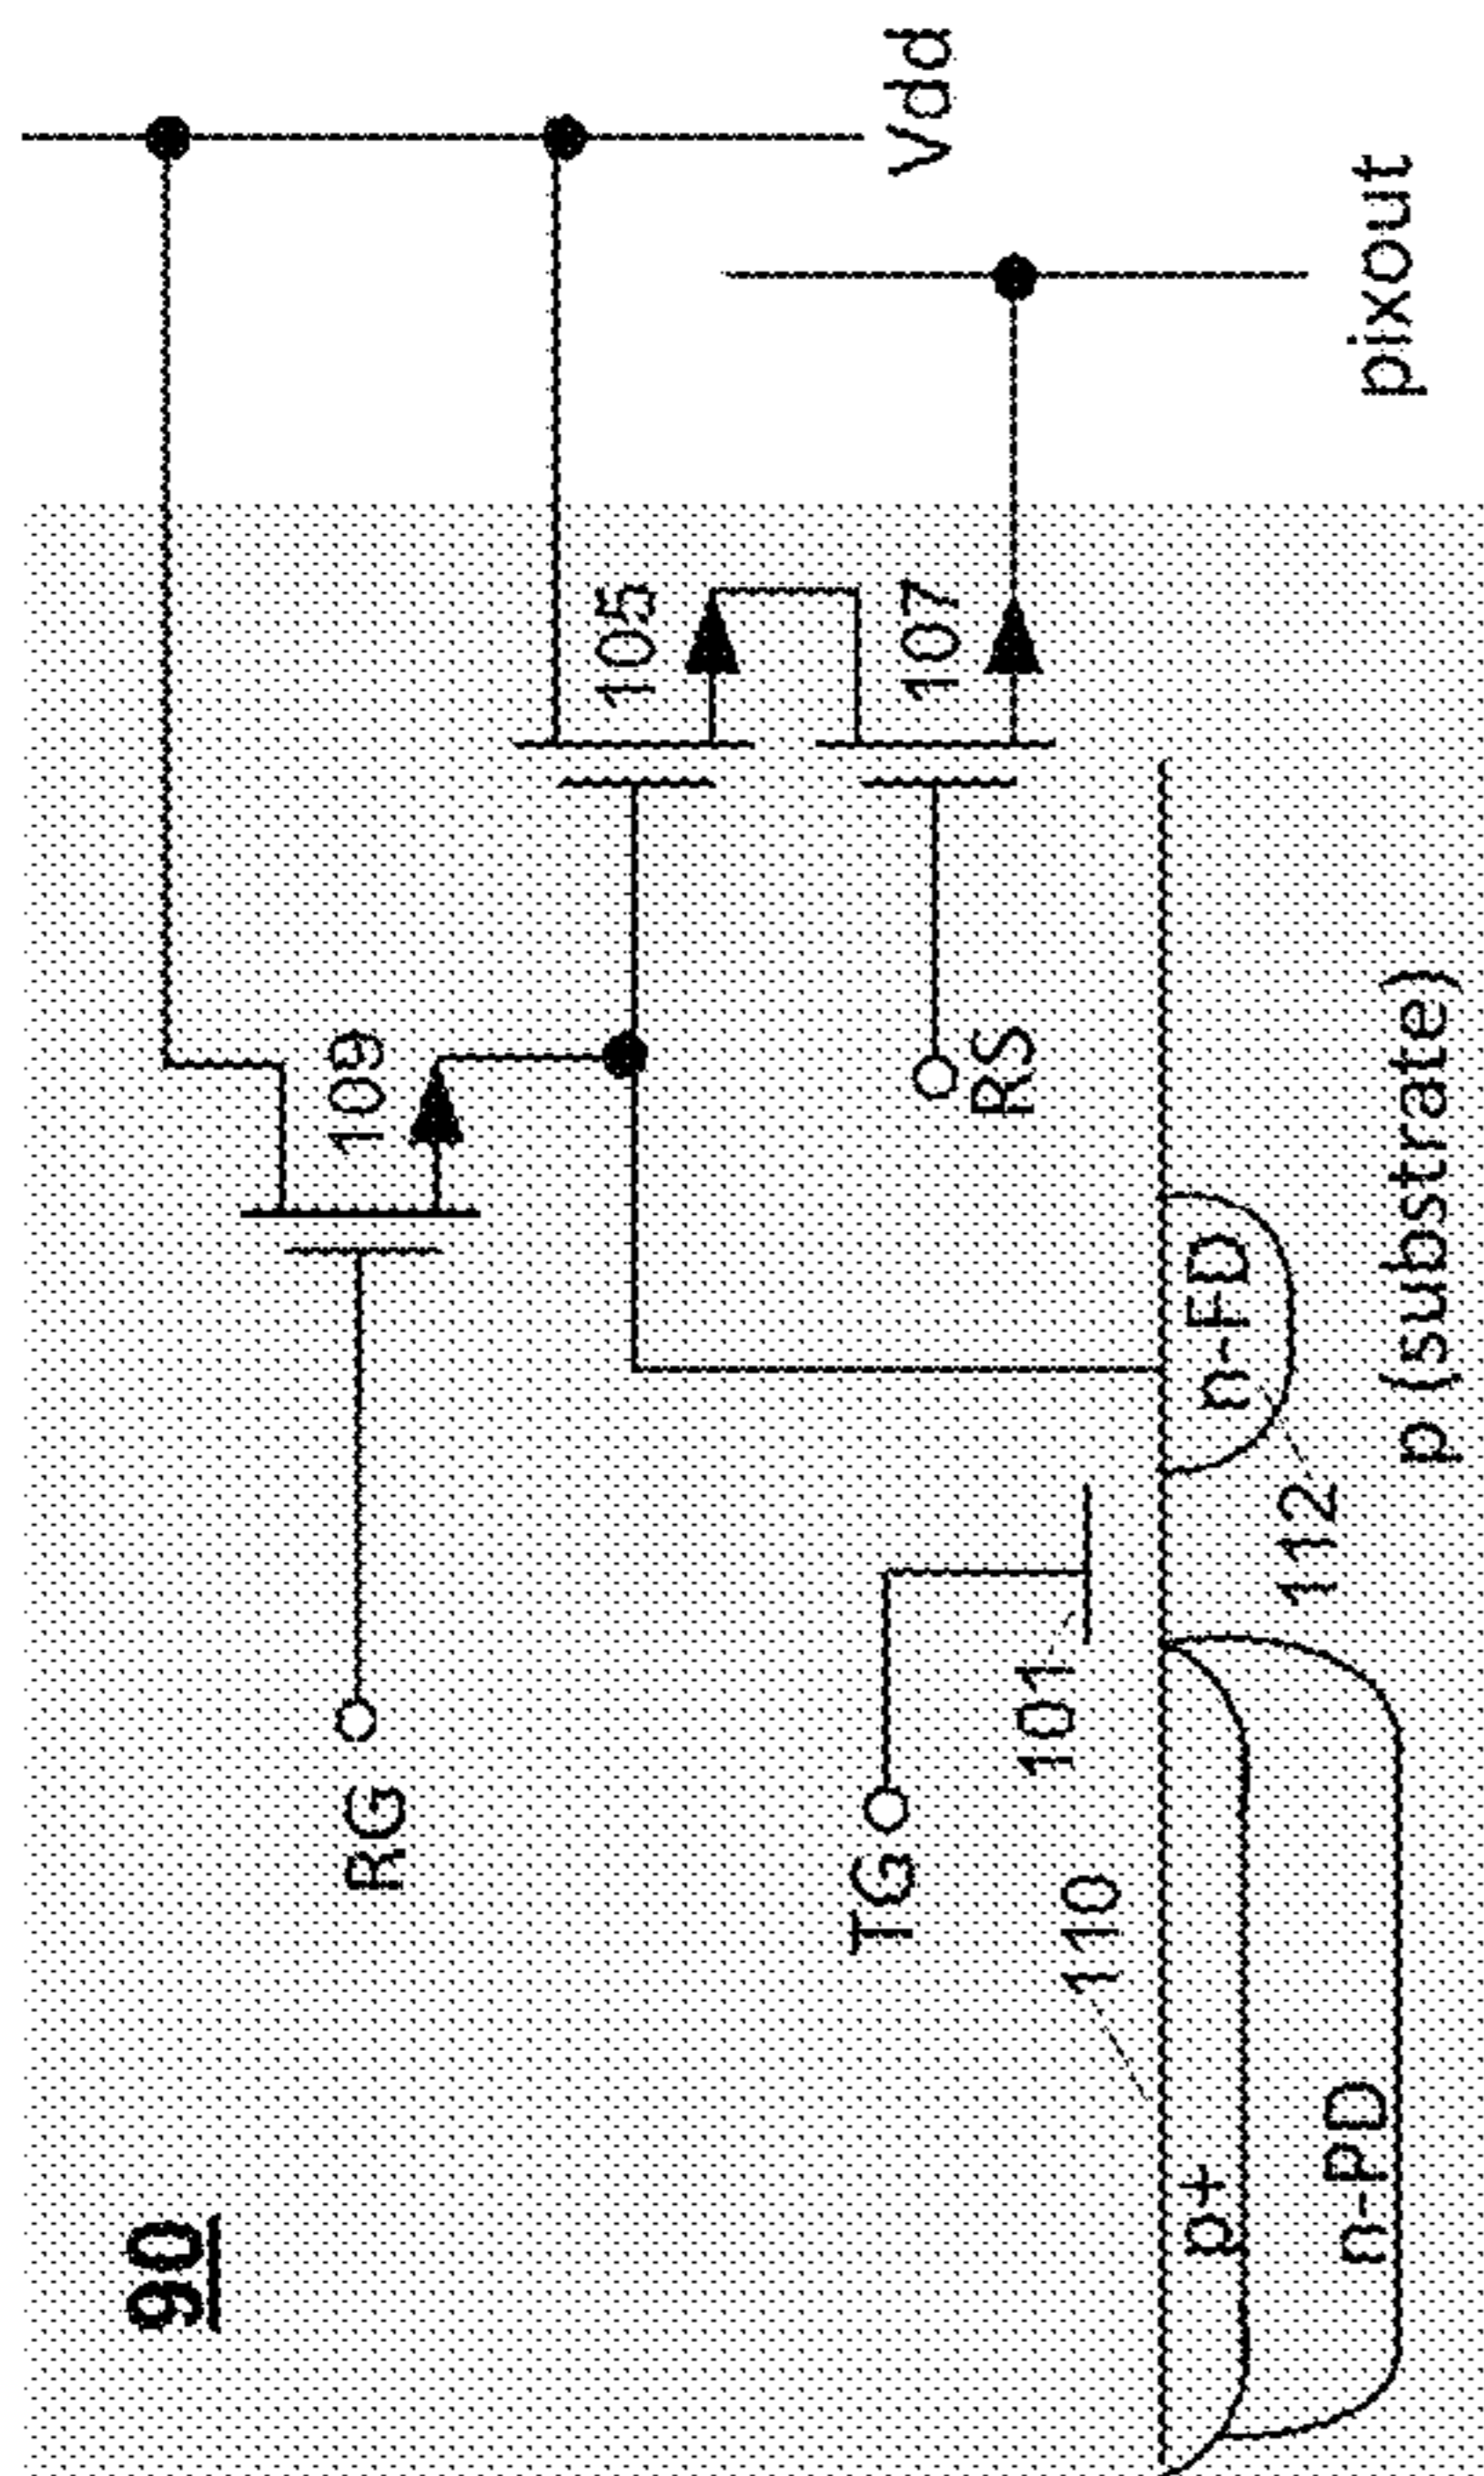 90
RG
109
Vdd
105
TG
RS
107
101
110
pixout
p+
n-FD
n-PD
112
p (substrate)